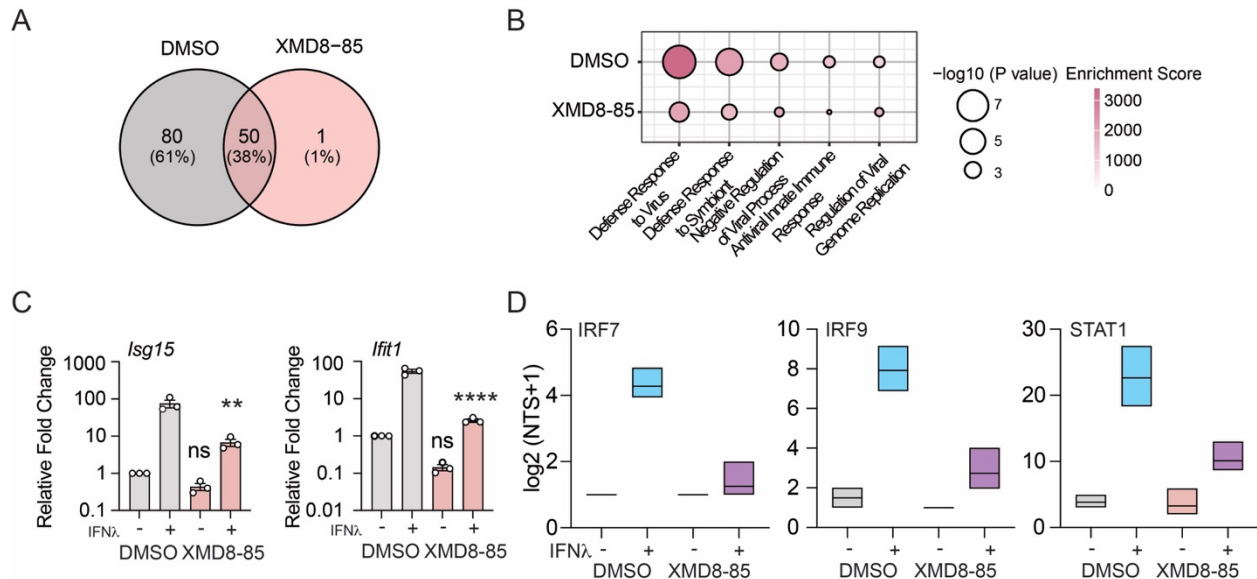 A
DMSO
XMD8-85
80
(61%)
50
(38%)
1
(1%)
B
DMSO
XMD8-85
Defense Response
to Virus
Defense Response
to Symbiont
Negative Regulation
of Viral Process
Antiviral Innate Immune
Response
Regulation of Viral
Genome Replication
−log10 (P value)
7
5
3
Enrichment Score
3000
2000
1000
0
C
Relative Fold Change
Isg15
1000
100
10
1
0.1
ns
**
IFNλ - + - +
DMSO XMD8-85
Relative Fold Change
Ifit1
100
10
1
0.1
0.01
ns
****
IFNλ - + - +
DMSO XMD8-85
D
log2 (NTS+1)
IRF7
6
4
2
0
IFNλ - + - +
DMSO XMD8-85
IRF9
10
8
6
4
2
0
- + - +
DMSO XMD8-85
STAT1
30
20
10
0
- + - +
DMSO XMD8-85